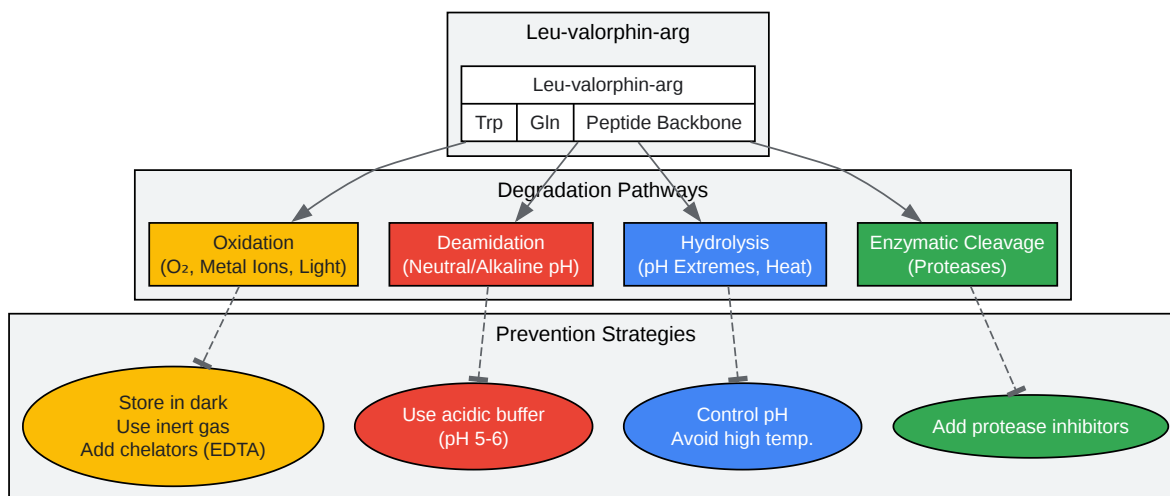 Leu-valorphin-arg
Leu-valorphin-arg
Trp
Gln
Peptide Backbone
Degradation Pathways
Oxidation
(O₂, Metal Ions, Light)
Deamidation
(Neutral/Alkaline pH)
Hydrolysis
(pH Extremes, Heat)
Enzymatic Cleavage
(Proteases)
Prevention Strategies
Store in dark
Use inert gas
Add chelators (EDTA)
Use acidic buffer
(pH 5-6)
Control pH
Avoid high temp.
Add protease inhibitors